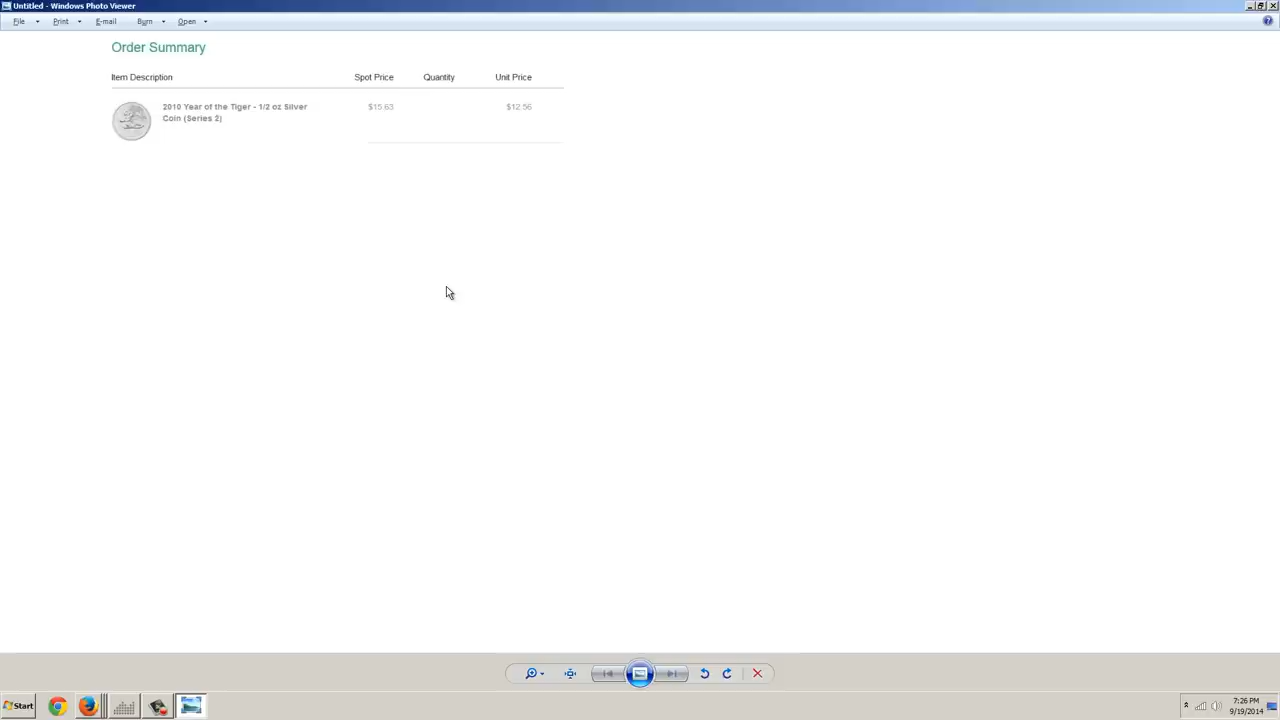 Untitled - Windows Photo Viewer
File Print E-mail Burn Open
Order Summary
Item Description Spot Price Quantity Unit Price
2010 Year of the Tiger - 1/2 oz Silver $15.63 $12.56
Coin (Series 2)
Start
7:26 PM
9/19/2014